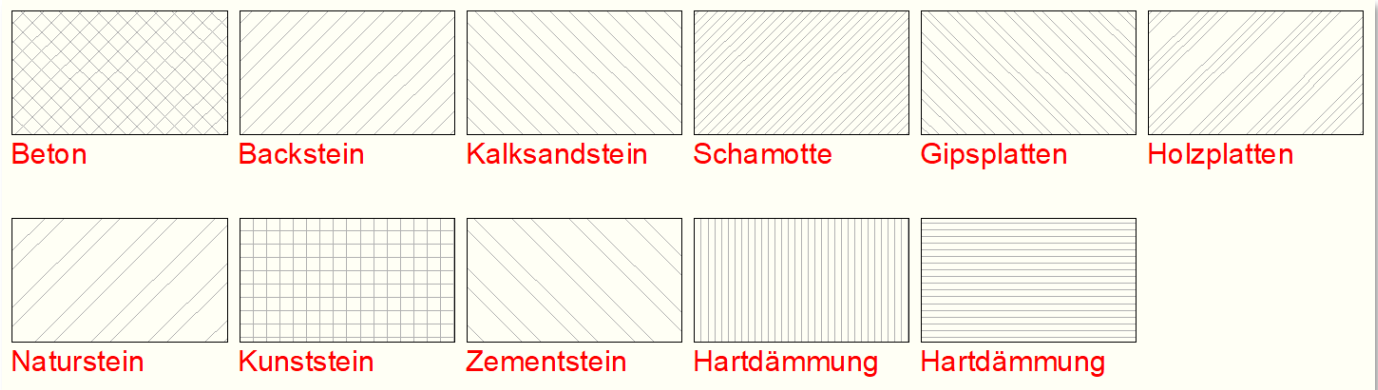 Beton Backstein Kalksandstein Schamotte Gipsplatten Holzplatten
Naturstein Kunststein Zementstein Hartdämmung Hartdämmung